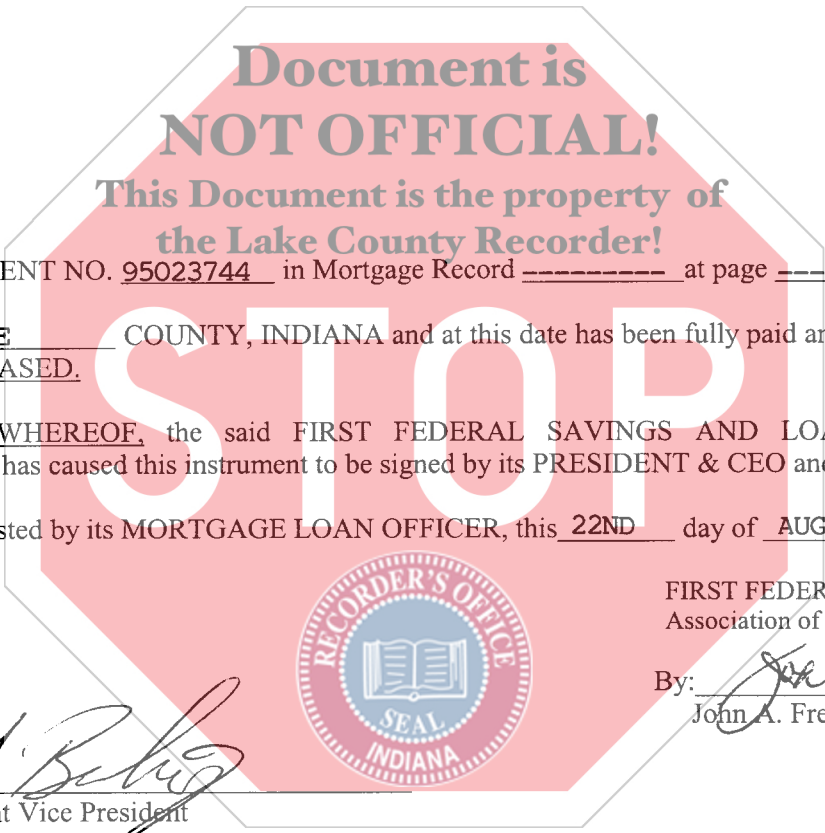 Document is
NOT OFFICIAL!
This Document is the property of
the Lake County Recorder!
ENT NO. 95023744 in Mortgage Record --------- at page ---
E COUNTY, INDIANA and at this date has been fully paid an
ASED.
STOP
WHEREOF, the said FIRST FEDERAL SAVINGS AND LOA
has caused this instrument to be signed by its PRESIDENT & CEO and
sted by its MORTGAGE LOAN OFFICER, this 22ND day of AUG
RECORDER'S OFFICE
SEAL
INDIANA
FIRST FEDER
Association of
By:
John A. Fre
t Vice President